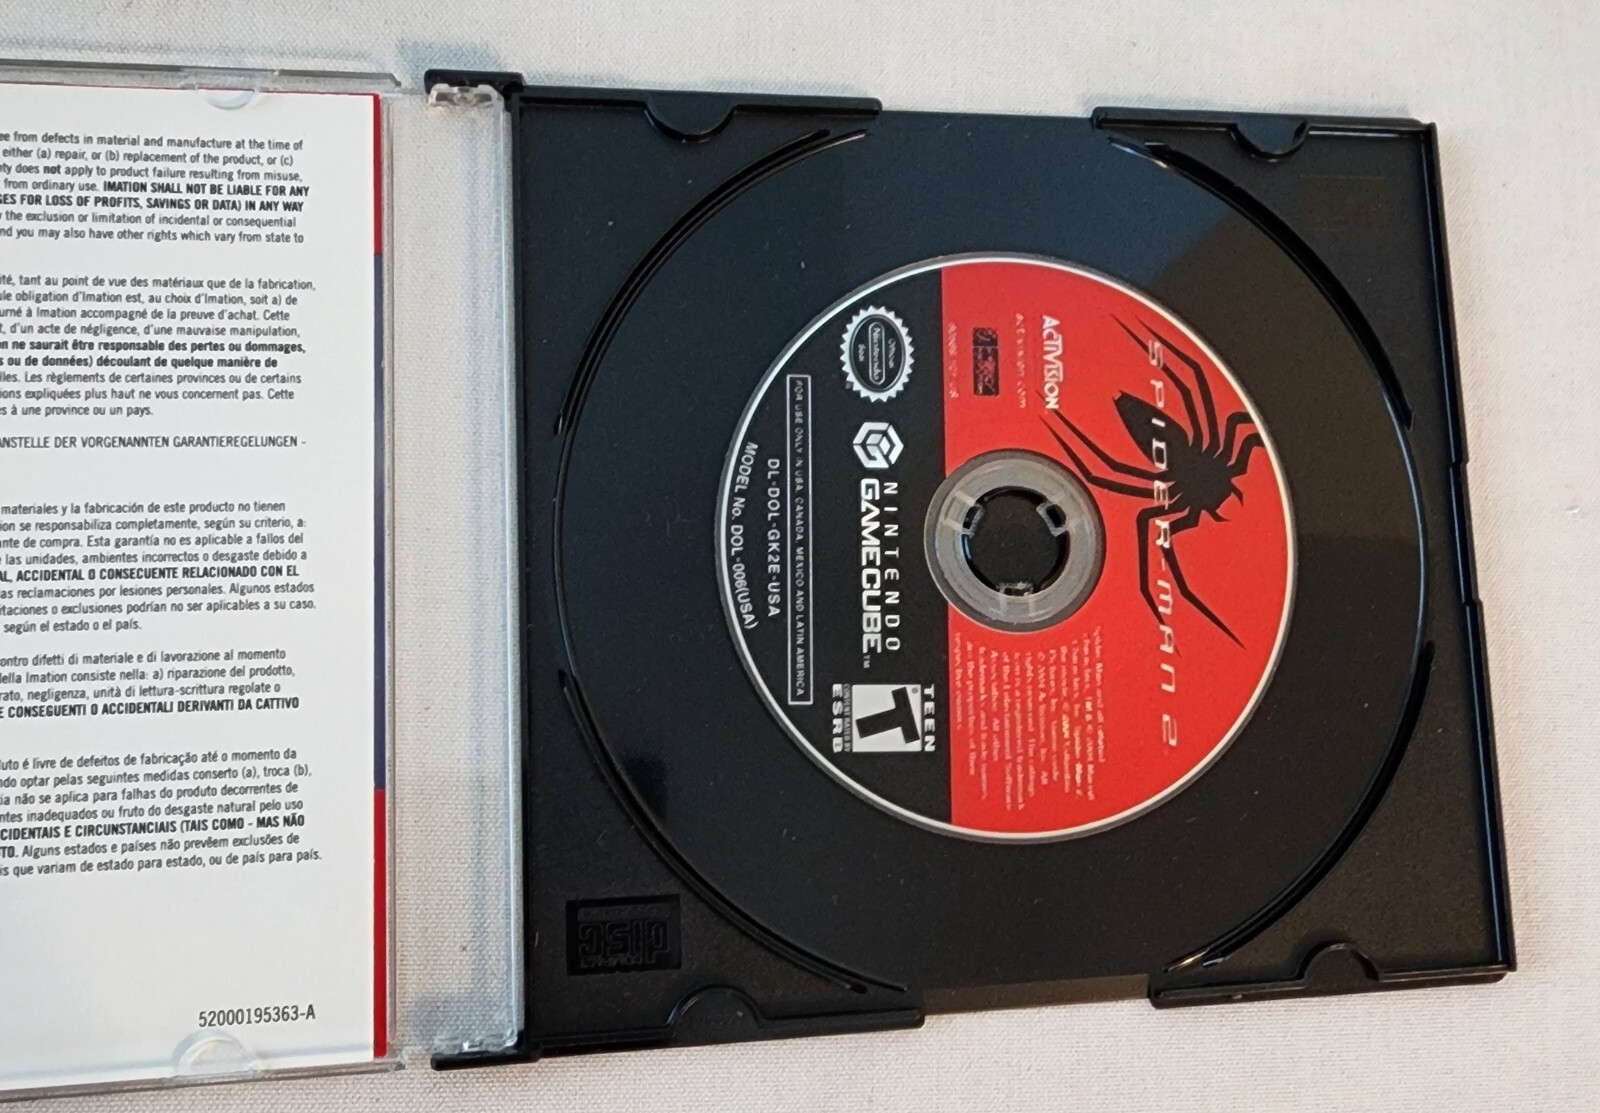 ee from defects in material and manufacture at the time of
either (a) repair, or (b) replacement of the product, or (c)
ty does not apply to product failure resulting from misuse,
from ordinary use. IMATION SHALL NOT BE LIABLE FOR ANY
GES FOR LOSS OF PROFITS, SAVINGS OR DATA) IN ANY WAY
the exclusion or limitation of incidental or consequential
nd you may also have other rights which vary from state to
ité, tant au point de vue des matériaux que de la fabrication,
ule obligation d'Imation est, au choix d'Imation, soit a) de
urné à Imation accompagné de la preuve d'achat. Cette
t, d'un acte de négligence, d'une mauvaise manipulation,
on ne saurait être responsable des pertes ou dommages,
s ou de données) découlant de quelque manière de
lles. Les règlements de certaines provinces ou de certains
ions expliquées plus haut ne vous concernent pas. Cette
s à une province ou un pays.
ANSTELLE DER VORGENANNTEN GARANTIEREGELUNGEN -
materiales y la fabricación de este producto no tienen
ion se responsabiliza completamente, según su criterio, a:
ante de compra. Esta garantía no es aplicable a fallos del
las unidades, ambientes incorrectos o desgaste debido a
AL, ACCIDENTAL O CONSECUENTE RELACIONADO CON EL
as reclamaciones por lesiones personales. Algunos estados
itaciones o exclusiones podrían no ser aplicables a su caso.
según el estado o el país.
ontro difetti di materiale e di lavorazione al momento
della Imation consiste nella: a) riparazione del prodotto,
rato, negligenza, unità di lettura-scrittura regolate o
E CONSEGUENTI O ACCIDENTALI DERIVANTI DA CATTIVO
uto é livre de defeitos de fabricação até o momento da
ndo optar pelas seguintes medidas conserto (a), troca (b),
ia não se aplica para falhas do produto decorrentes de
ntes inadequados ou fruto do desgaste natural pelo uso
CIDENTAIS E CIRCUNSTANCIAIS (TAIS COMO - MAS NÃO
TO. Alguns estados e países não prevêem exclusões de
is que variam de estado para estado, ou de país para país.
52000195363-A
SPIDER-MAN 2
ACTIVISION
activision.com
Official
Nintendo
Seal
NINTENDO
GAMECUBE™
TEEN
T
CONTENT RATED BY
ESRB
FOR USE ONLY IN USA, CANADA, MEXICO AND LATIN AMERICA
DL-DOL-GK2E-USA
MODEL No. DOL-006(USA)
disc